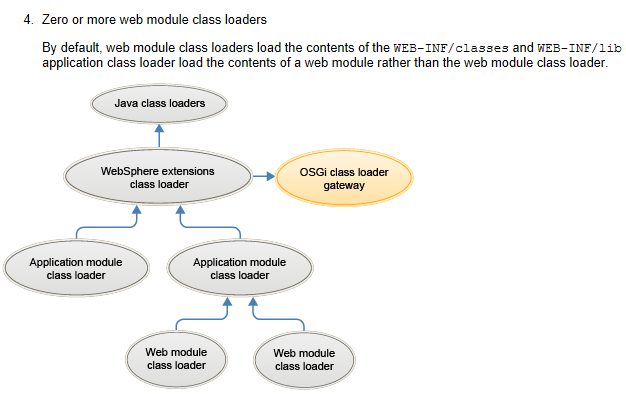 4. Zero or more web module class loaders
By default, web module class loaders load the contents of the WEB-INF/classes and WEB-INF/lib
application class loader load the contents of a web module rather than the web module class loader.
Java class loaders
WebSphere extensions
class loader
OSGi class loader
gateway
Application module
class loader
Application module
class loader
Web module
class loader
Web module
class loader